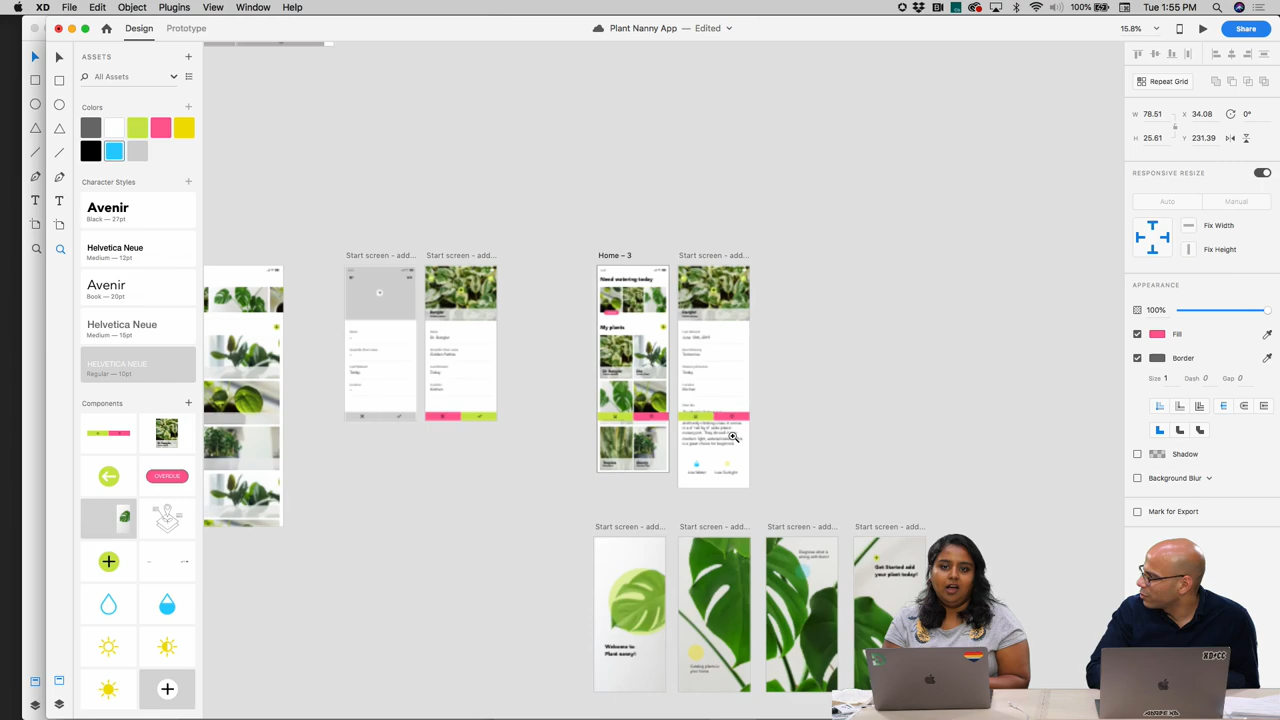 XD File Edit Object Plugins View Window Help
100% Tue 1:55 PM
Design Prototype
Plant Nanny App — Edited
15.8%
Share
ASSETS
All Assets
Colors
Character Styles
Avenir
Black — 27pt
Helvetica Neue
Medium — 12pt
Avenir
Book — 20pt
Helvetica Neue
Medium — 15pt
HELVETICA NEUE
Regular — 10pt
Components
OVERDUE
Start screen - add...
Start screen - add...
Home – 3
Start screen - add...
Need watering today
My plants
Start screen - add...
Start screen - add...
Start screen - add...
Start screen - add...
Welcome to
Plant nanny!
Get Started add
your plant today!
Repeat Grid
W 78.51 X 34.08 0°
H 25.61 Y 231.39
RESPONSIVE RESIZE
Auto Manual
Fix Width
Fix Height
APPEARANCE
100%
Fill
Border
Size 1 Dash 0 Gap 0
Shadow
Background Blur
Mark for Export